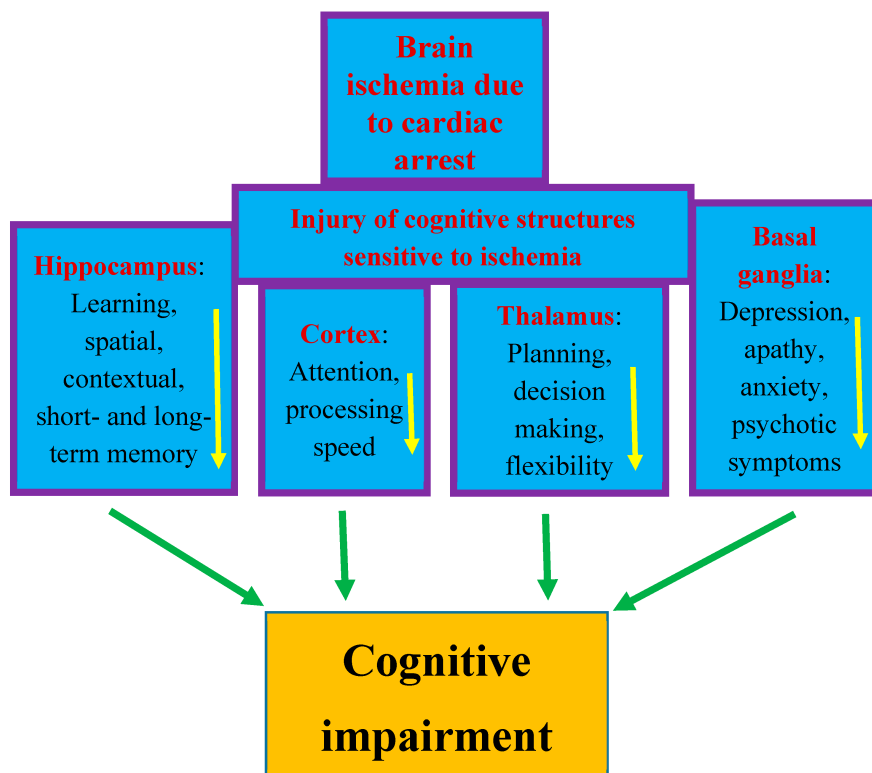 Brain
ischemia due
to cardiac
arrest
Injury of cognitive structures
sensitive to ischemia
Hippocampus:
Learning,
spatial,
contextual,
short- and long-
term memory
Cortex:
Attention,
processing
speed
Thalamus:
Planning,
decision
making,
flexibility
Basal
ganglia:
Depression,
apathy,
anxiety,
psychotic
symptoms
Cognitive
impairment